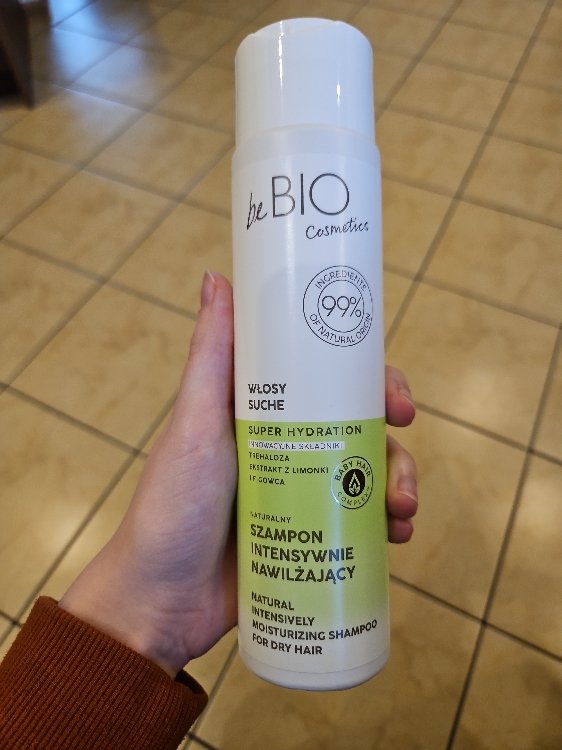 beBIO
Cosmetics
INGREDIENTS
99%
OF NATURAL ORIGIN
WŁOSY
SUCHE
SUPER HYDRATION
INNOWACYJNE SKŁADNIKI
TREHALOZA
EKSTRAKT Z LIMONKI
I FIGOWCA
BABY HAIR
COMPLEX
NATURALNY
SZAMPON
INTENSYWNIE
NAWILŻAJĄCY
NATURAL
INTENSIVELY
MOISTURIZING SHAMPOO
FOR DRY HAIR